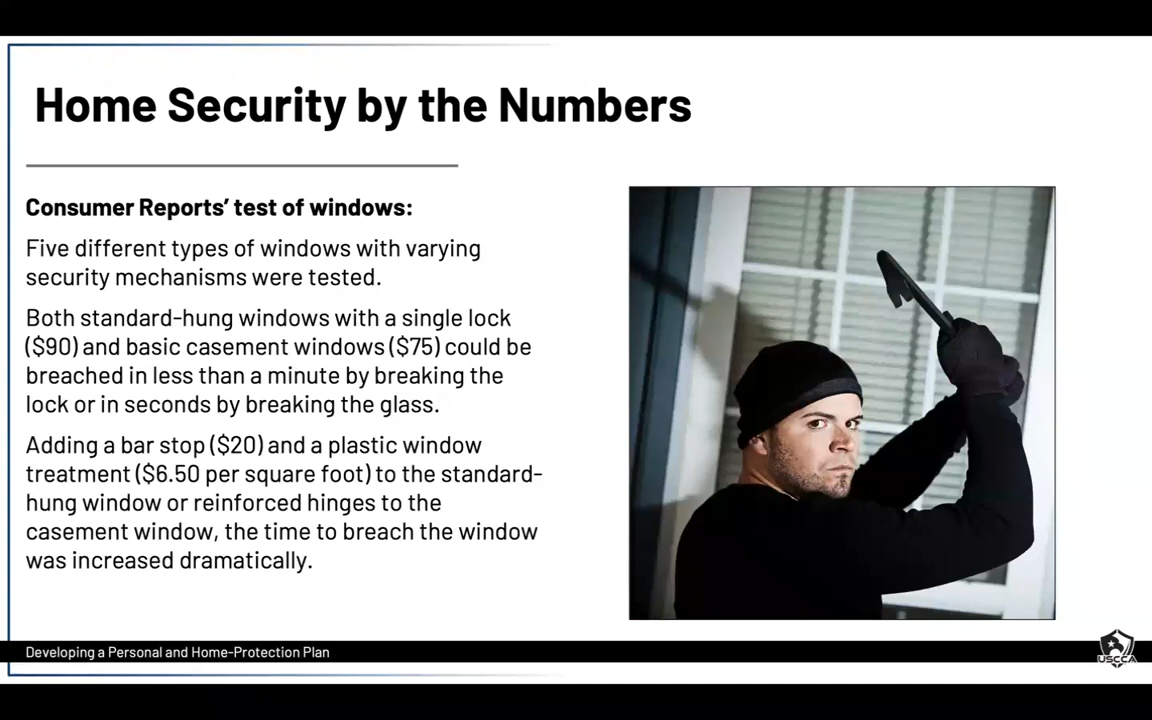 Home Security by the Numbers
Consumer Reports’ test of windows:
Five different types of windows with varying
security mechanisms were tested.
Both standard-hung windows with a single lock
($90) and basic casement windows ($75) could be
breached in less than a minute by breaking the
lock or in seconds by breaking the glass.
Adding a bar stop ($20) and a plastic window
treatment ($6.50 per square foot) to the standard-
hung window or reinforced hinges to the
casement window, the time to breach the window
was increased dramatically.
Developing a Personal and Home-Protection Plan
USCCA